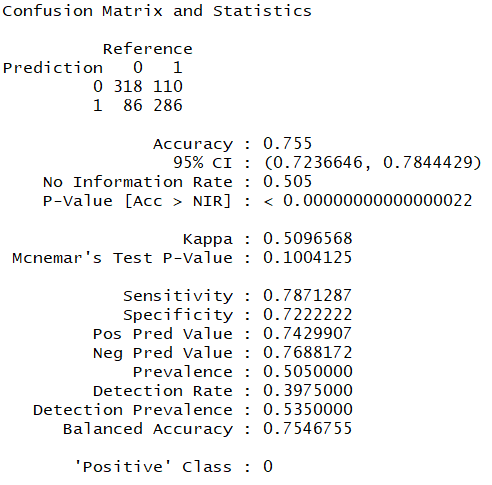 Confusion Matrix and Statistics
Reference
Prediction 0 1
0 318 110
1 86 286
Accuracy : 0.755
95% CI : (0.7236646, 0.7844429)
No Information Rate : 0.505
P-Value [Acc > NIR] : < 0.00000000000000022
Kappa : 0.5096568
Mcnemar's Test P-Value : 0.1004125
Sensitivity : 0.7871287
Specificity : 0.7222222
Pos Pred Value : 0.7429907
Neg Pred Value : 0.7688172
Prevalence : 0.5050000
Detection Rate : 0.3975000
Detection Prevalence : 0.5350000
Balanced Accuracy : 0.7546755
'Positive' Class : 0